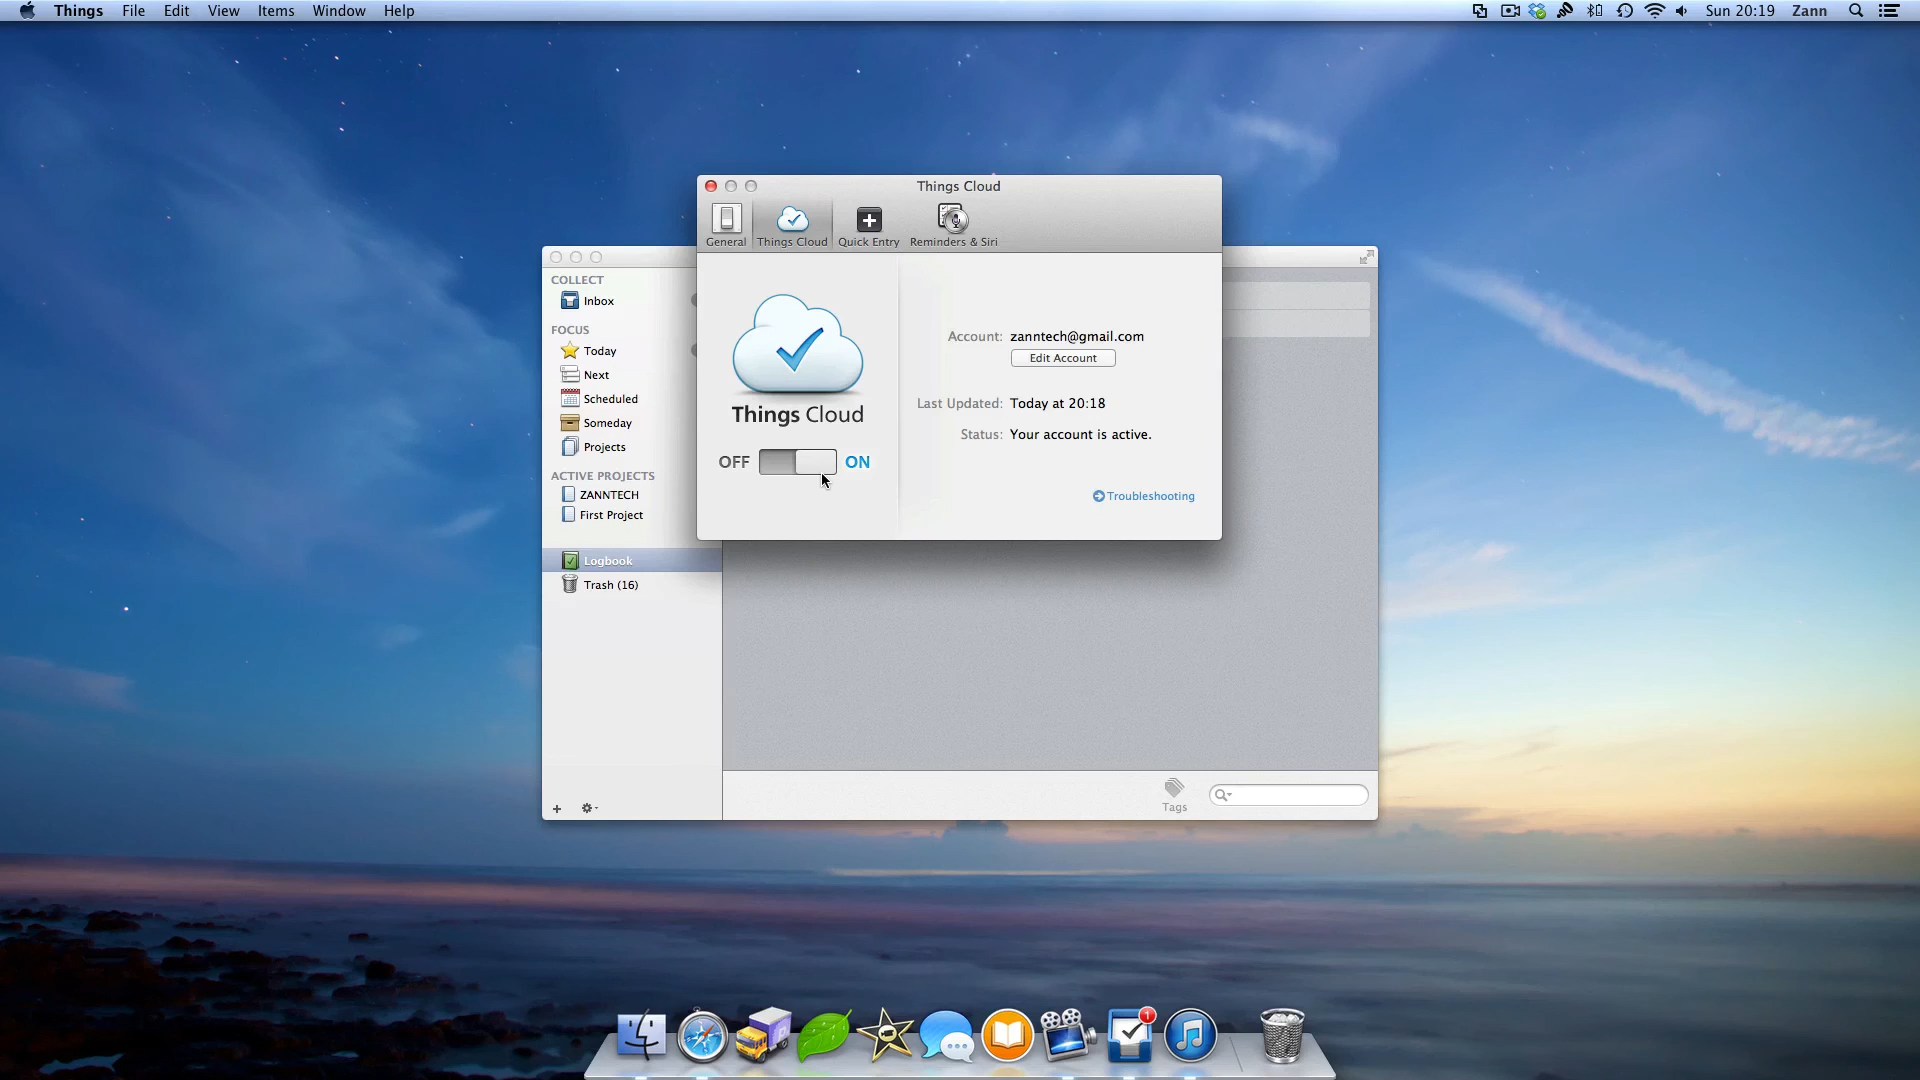 Things File Edit View Items Window Help Sun 20:19 Zann
Things Cloud
General Things Cloud Quick Entry Reminders & Siri
COLLECT
Inbox
FOCUS
Today
Next
Scheduled
Someday
Projects
ACTIVE PROJECTS
ZANNTECH
First Project
Logbook
Trash (16)
Things Cloud
OFF ON
Account: zanntech@gmail.com
Edit Account
Last Updated: Today at 20:18
Status: Your account is active.
Troubleshooting
Tags
1